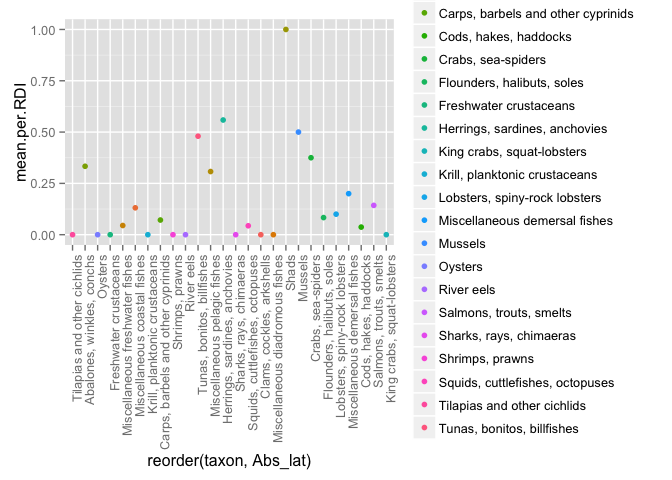 mean.per.RDI
1.00
0.75
0.50
0.25
0.00
Tilapias and other cichlids
Abalones, winkles, conchs
Oysters
Freshwater crustaceans
Miscellaneous freshwater fishes
Miscellaneous coastal fishes
Krill, planktonic crustaceans
Carps, barbels and other cyprinids
Shrimps, prawns
River eels
Tunas, bonitos, billfishes
Miscellaneous pelagic fishes
Herrings, sardines, anchovies
Sharks, rays, chimaeras
Squids, cuttlefishes, octopuses
Clams, cockles, arkshells
Miscellaneous diadromous fishes
Shads
Mussels
Crabs, sea-spiders
Flounders, halibuts, soles
Lobsters, spiny-rock lobsters
Miscellaneous demersal fishes
Cods, hakes, haddocks
Salmons, trouts, smelts
King crabs, squat-lobsters
reorder(taxon, Abs_lat)
Carps, barbels and other cyprinids
Cods, hakes, haddocks
Crabs, sea-spiders
Flounders, halibuts, soles
Freshwater crustaceans
Herrings, sardines, anchovies
King crabs, squat-lobsters
Krill, planktonic crustaceans
Lobsters, spiny-rock lobsters
Miscellaneous demersal fishes
Mussels
Oysters
River eels
Salmons, trouts, smelts
Sharks, rays, chimaeras
Shrimps, prawns
Squids, cuttlefishes, octopuses
Tilapias and other cichlids
Tunas, bonitos, billfishes